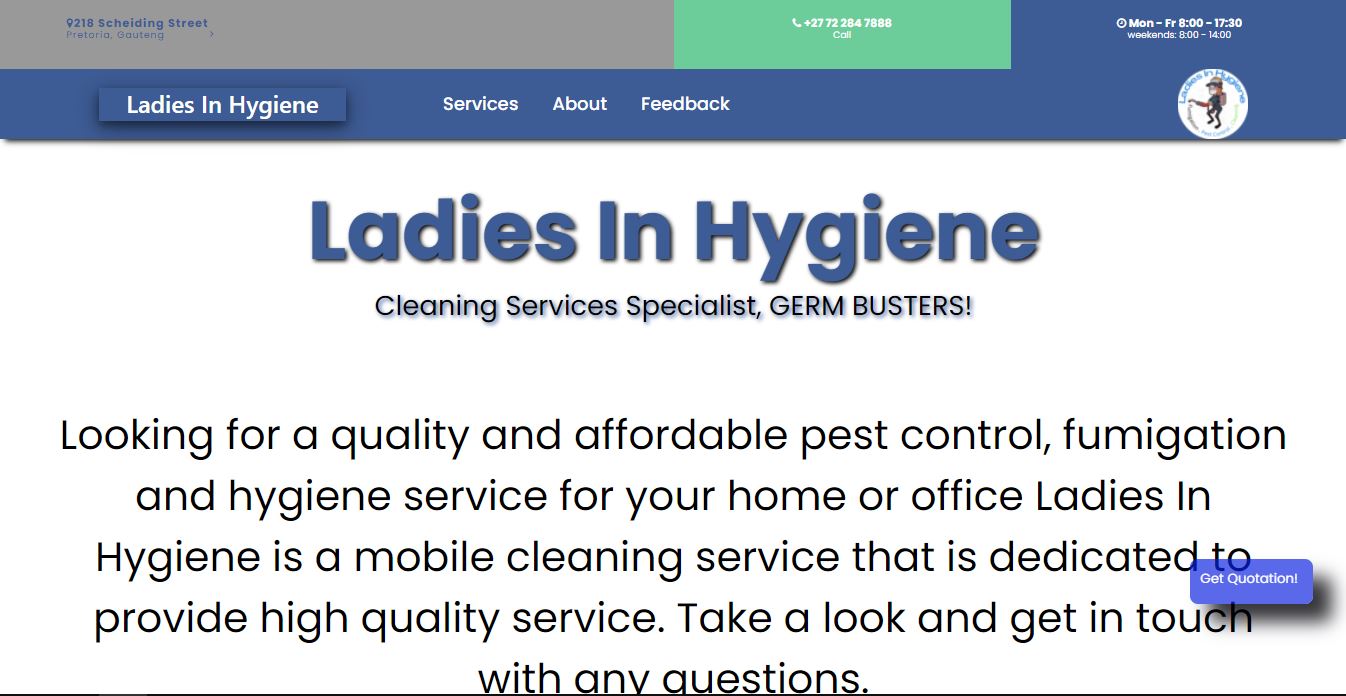 218 Scheiding Street
Pretoria, Gauteng
+27 72 284 7888
Call
Mon - Fr 8:00 - 17:30
weekends: 8:00 - 14:00
Ladies In Hygiene
Services
About
Feedback
Ladies In Hygiene
Ladies In Hygiene
Cleaning Services Specialist, GERM BUSTERS!
Looking for a quality and affordable pest control, fumigation
and hygiene service for your home or office Ladies In
Hygiene is a mobile cleaning service that is dedicated to
provide high quality service. Take a look and get in touch
with any questions.
Get Quotation!